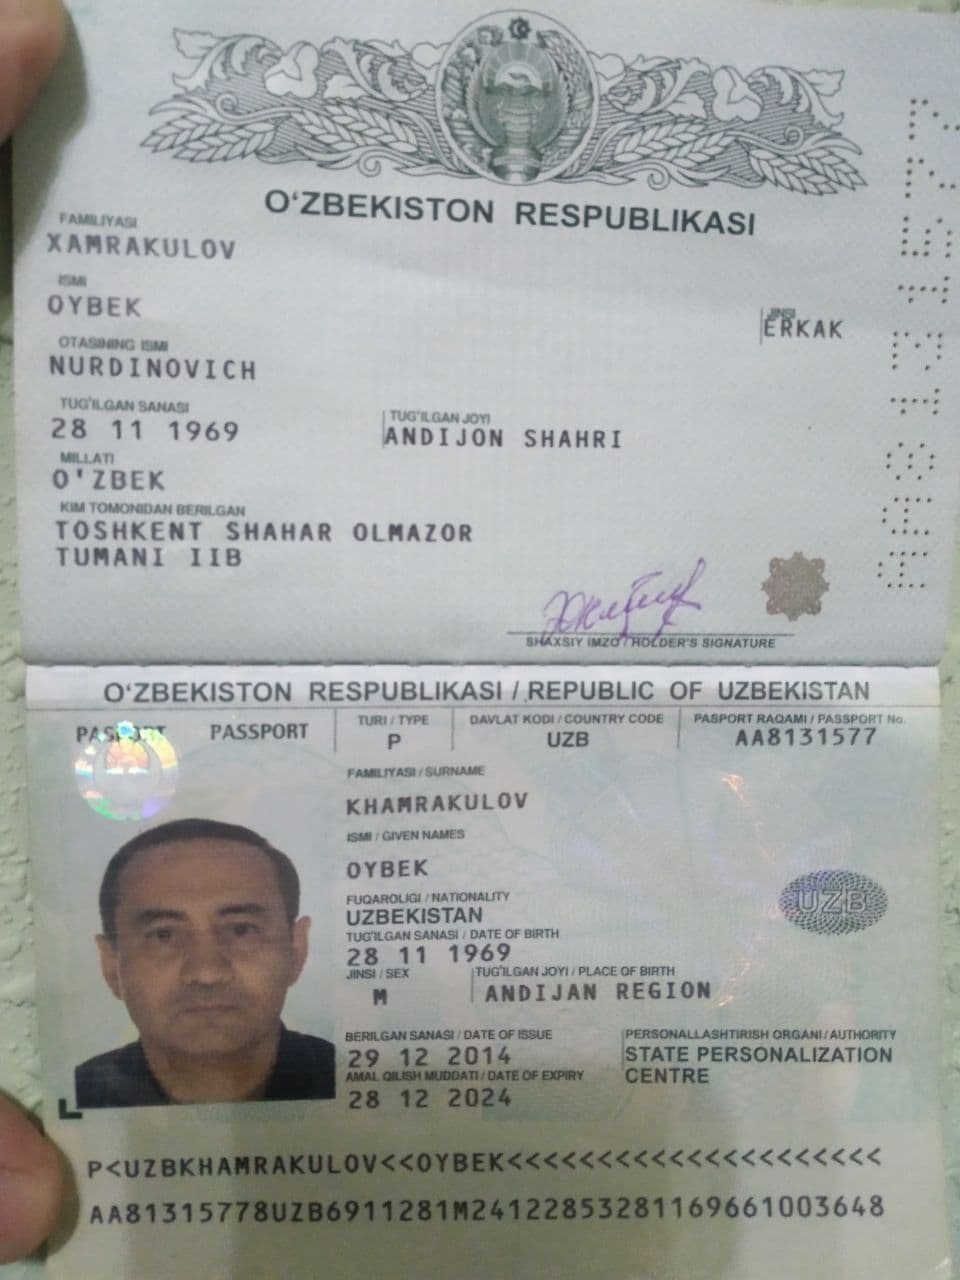 O‘ZBEKISTON RESPUBLIKASI
FAMILIYASI
XAMRAKULOV
ISMI
OYBEK
JINSI
ERKAK
OTASINING ISMI
NURDINOVICH
TUG‘ILGAN SANASI
28 11 1969
TUG‘ILGAN JOYI
ANDIJON SHAHRI
MILLATI
O'ZBEK
KIM TOMONIDAN BERILGAN
TOSHKENT SHAHAR OLMAZOR
TUMANI IIB
SHAXSIY IMZO / HOLDER'S SIGNATURE
AA8131577
O‘ZBEKISTON RESPUBLIKASI / REPUBLIC OF UZBEKISTAN
PASPORT PASSPORT
TURI / TYPE
P
DAVLAT KODI / COUNTRY CODE
UZB
PASPORT RAQAMI / PASSPORT No.
AA8131577
FAMILIYASI / SURNAME
KHAMRAKULOV
ISMI / GIVEN NAMES
OYBEK
FUQAROLIGI / NATIONALITY
UZBEKISTAN
UZB
TUG‘ILGAN SANASI / DATE OF BIRTH
28 11 1969
JINSI / SEX
M
TUG‘ILGAN JOYI / PLACE OF BIRTH
ANDIJAN REGION
BERILGAN SANASI / DATE OF ISSUE
29 12 2014
PERSONALLASHTIRISH ORGANI / AUTHORITY
STATE PERSONALIZATION
CENTRE
AMAL QILISH MUDDATI / DATE OF EXPIRY
28 12 2024
P<UZBKHAMRAKULOV<<OYBEK<<<<<<<<<<<<<<<<<<<<<
AA81315778UZB6911281M24122853281169661003648